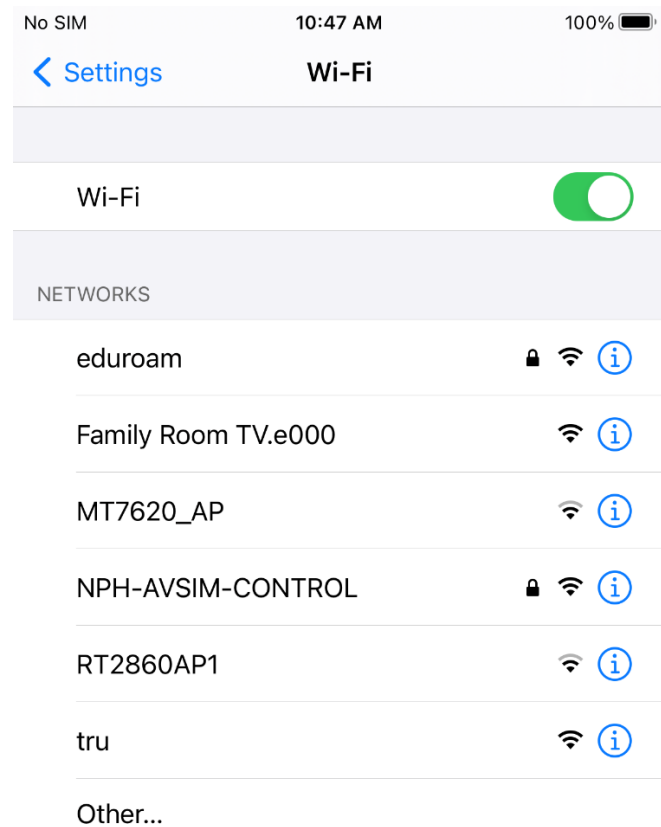 No SIM 10:47 AM 100%
Settings Wi-Fi
Wi-Fi
NETWORKS
eduroam
Family Room TV.e000
MT7620_AP
NPH-AVSIM-CONTROL
RT2860AP1
tru
Other...